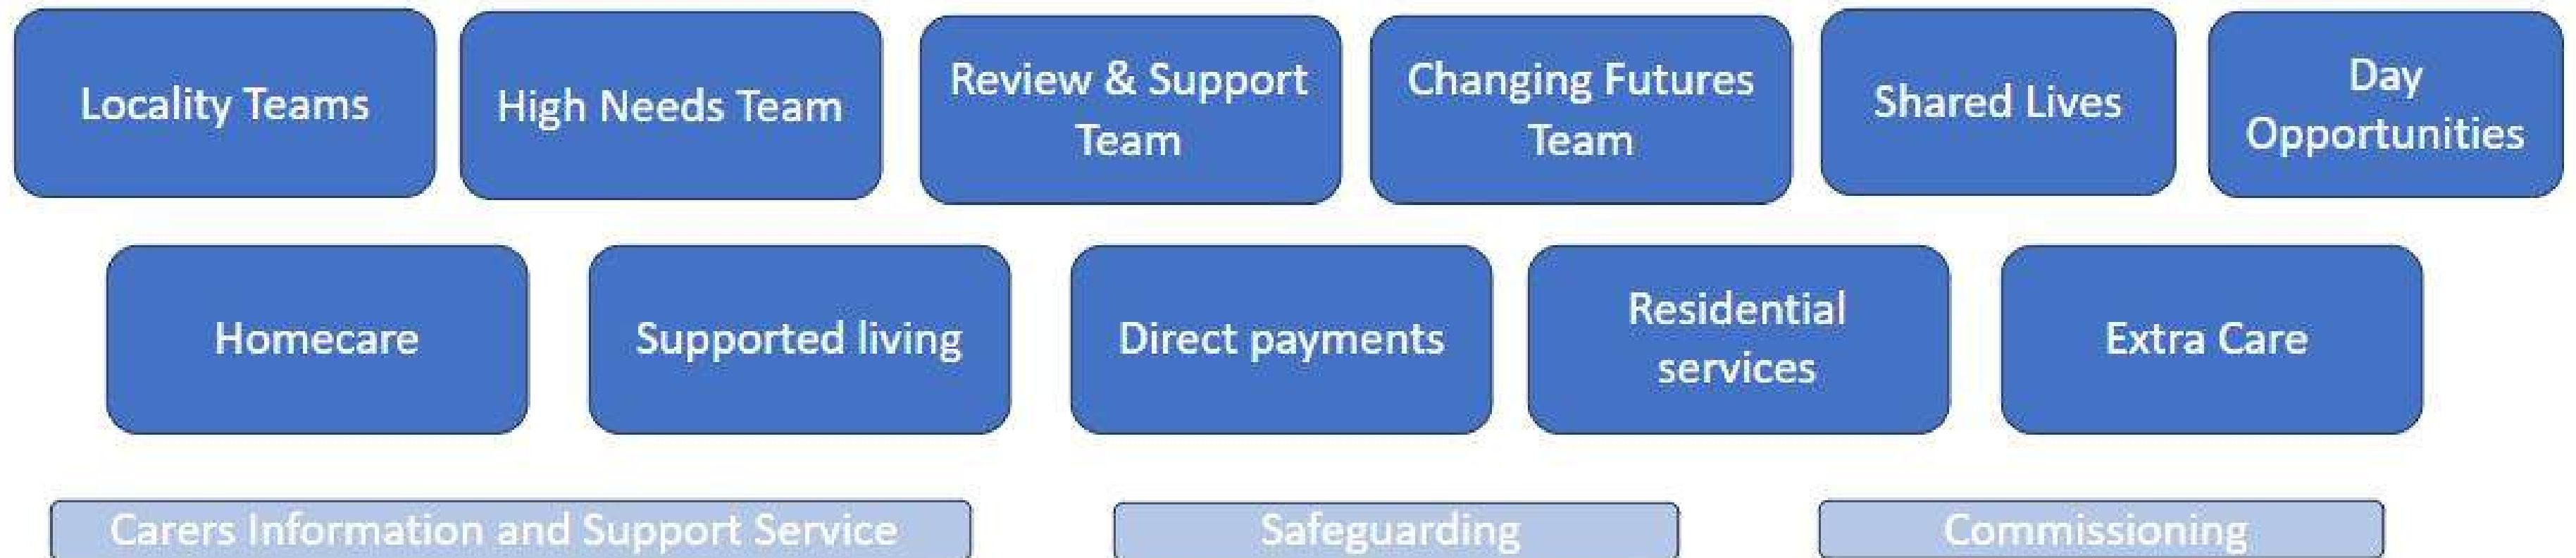 Locality Teams
High Needs Team
Review & Support
Team
Changing Futures
Team
Shared Lives
Day
Opportunities
Homecare
Supported living
Direct payments
Residential
services
Extra Care
Carers Information and Support Service
Safeguarding
Commissioning